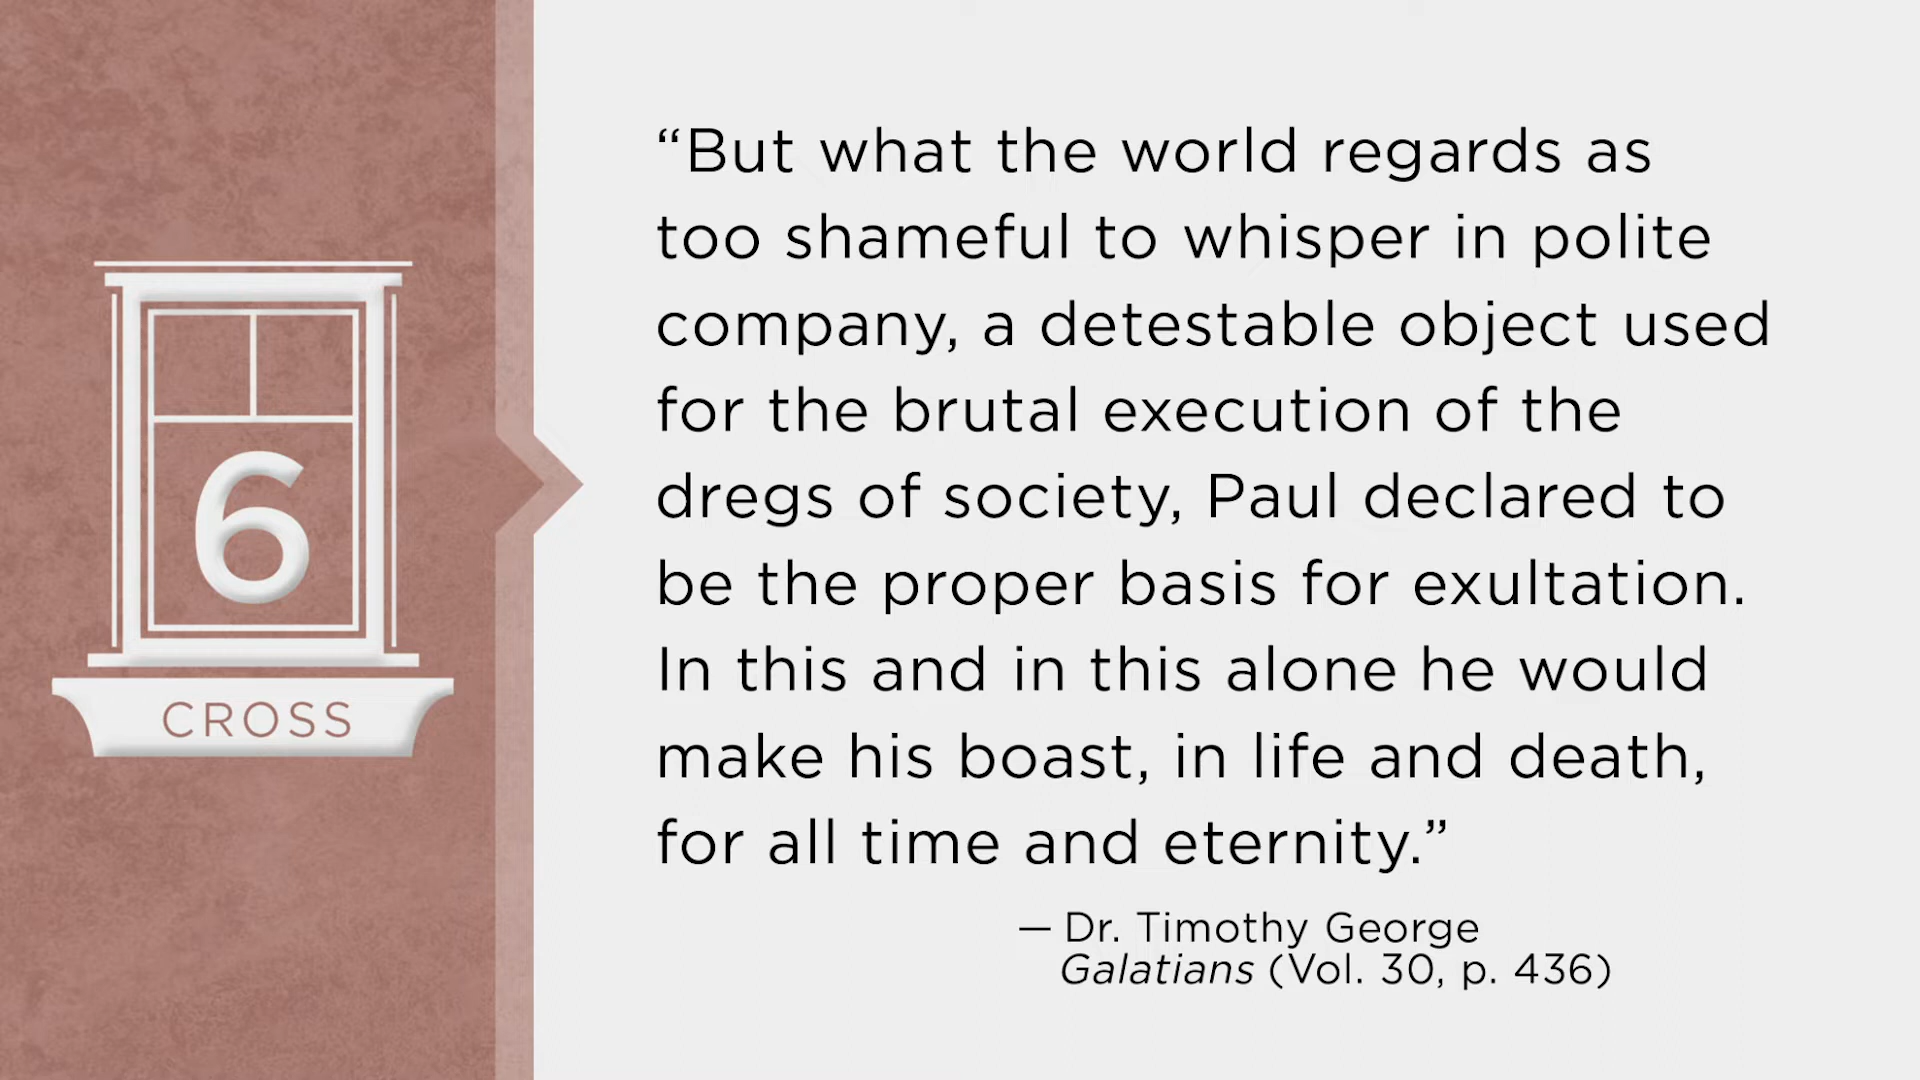 6
CROSS
“But what the world regards as
too shameful to whisper in polite
company, a detestable object used
for the brutal execution of the
dregs of society, Paul declared to
be the proper basis for exultation.
In this and in this alone he would
make his boast, in life and death,
for all time and eternity.”
— Dr. Timothy George
Galatians (Vol. 30, p. 436)